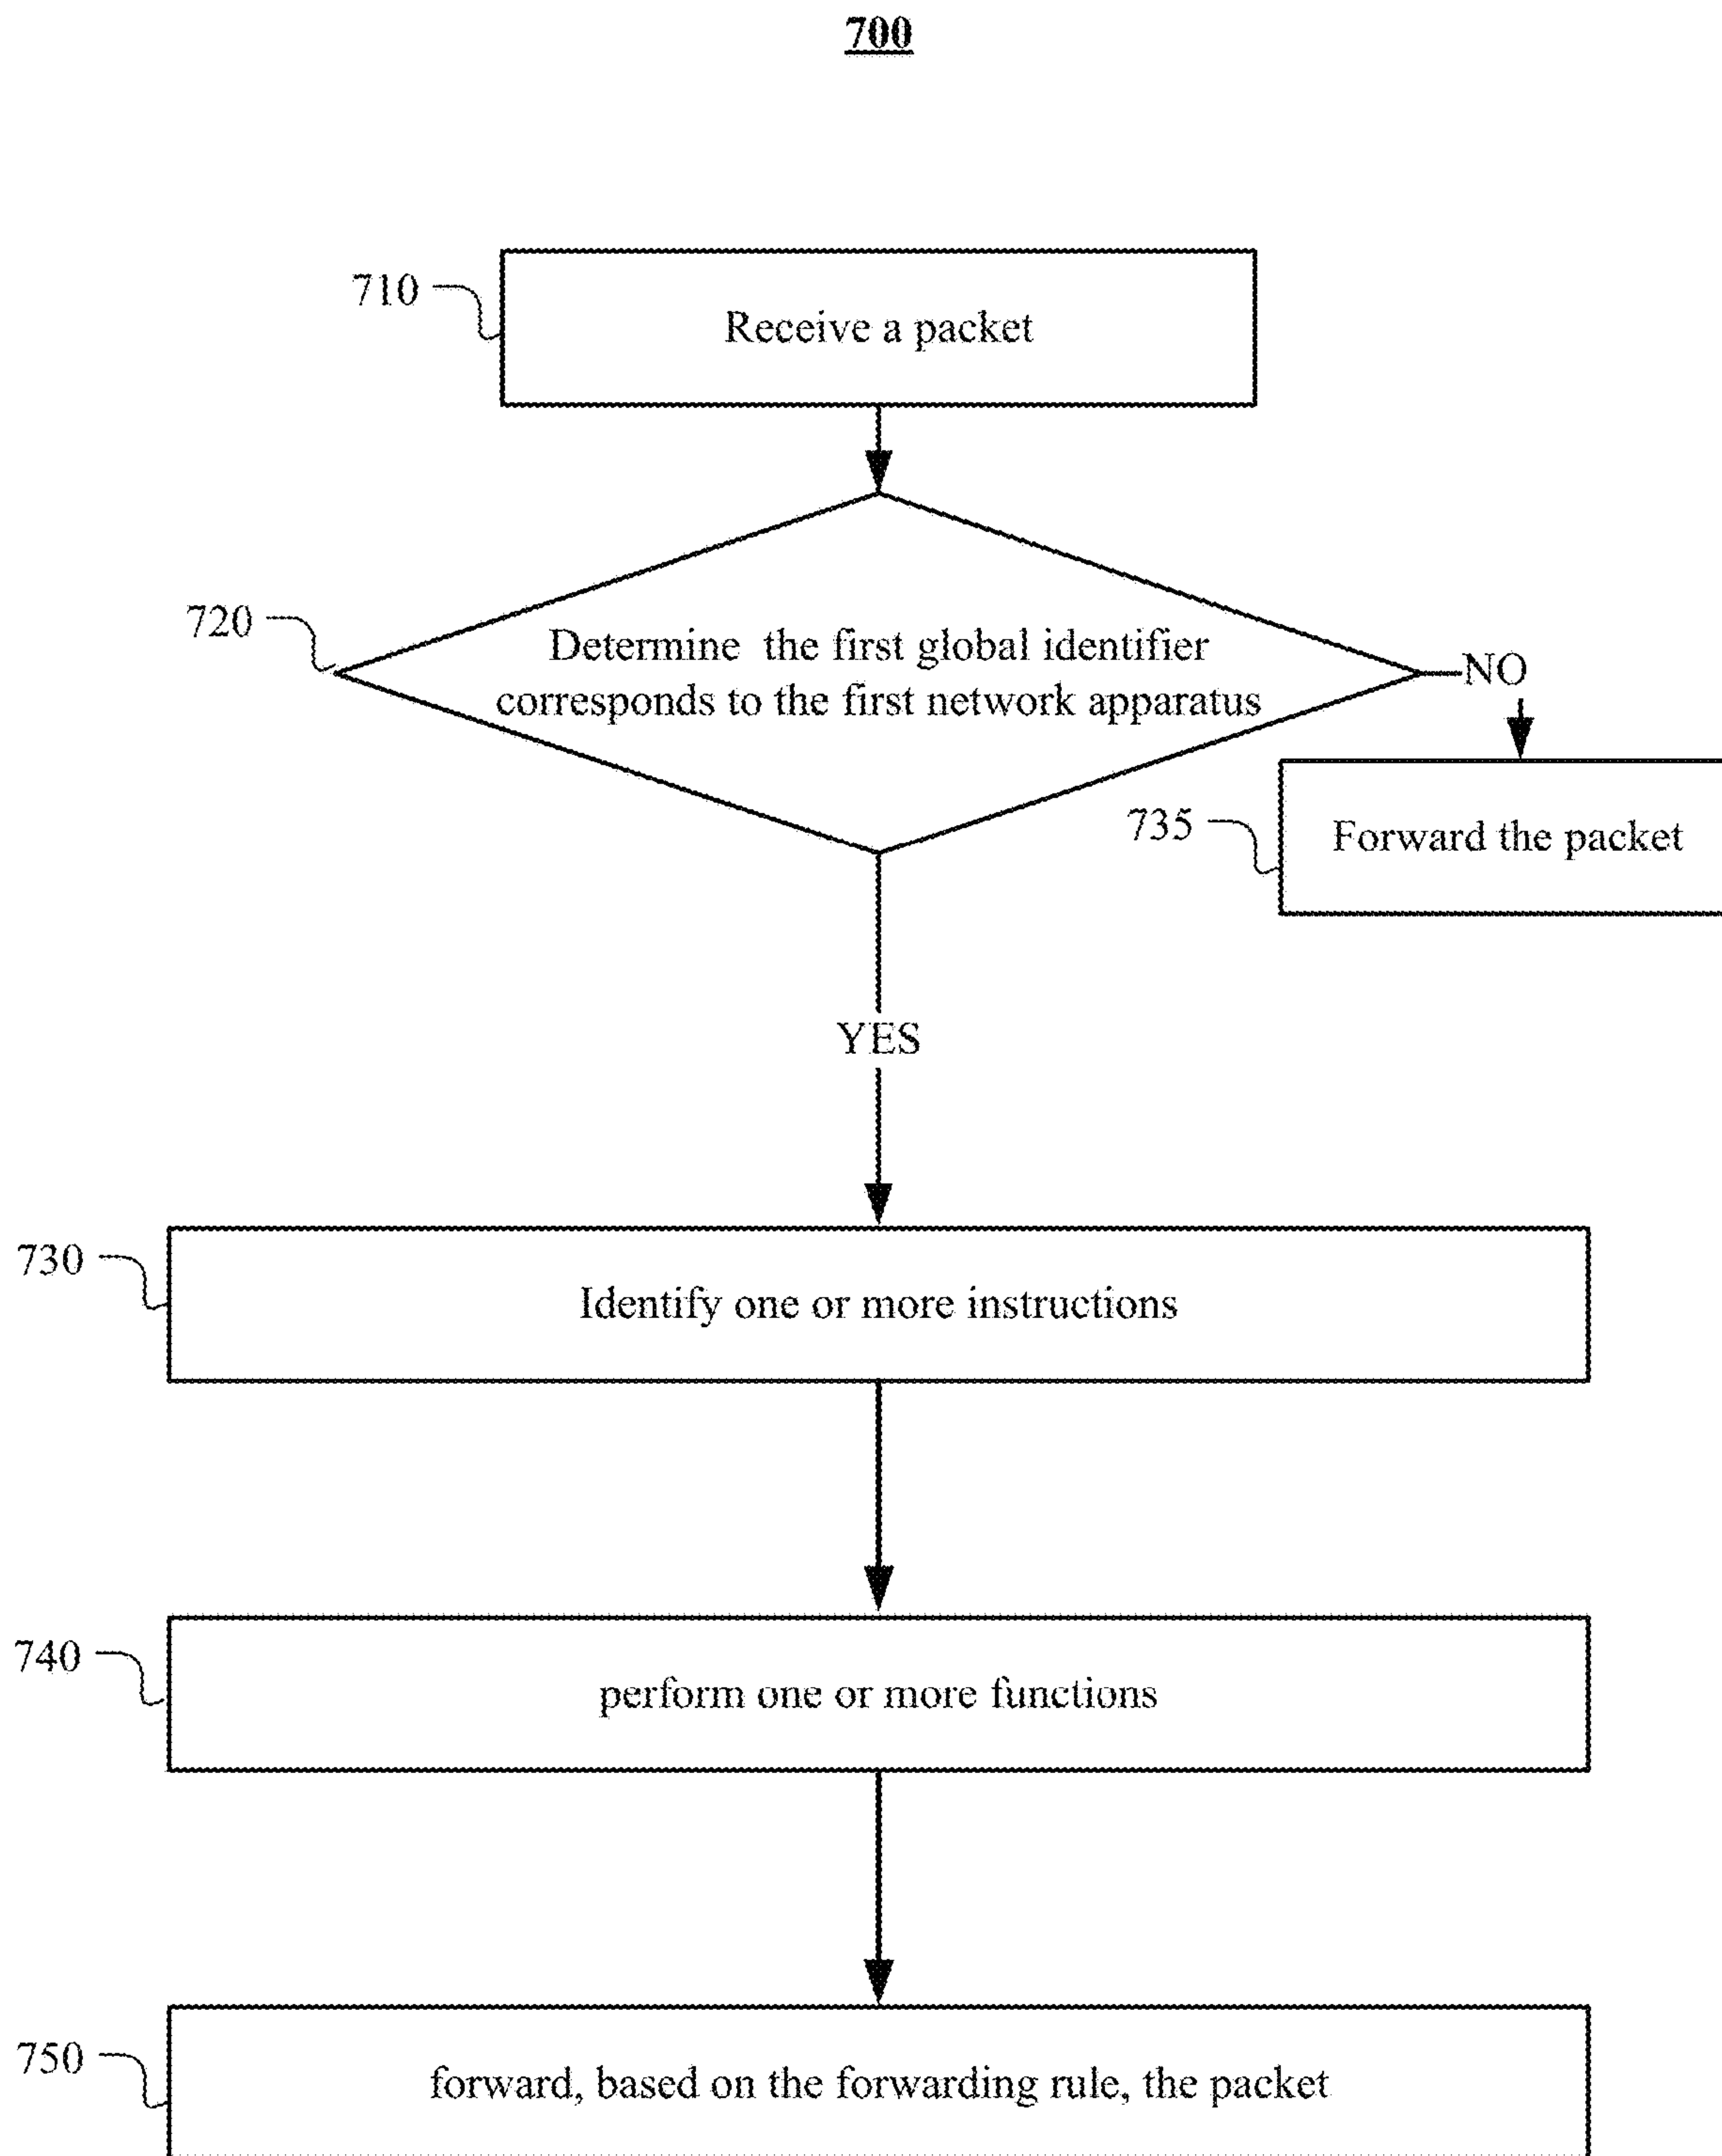 700
710
Receive a packet
720
Determine the first global identifier
corresponds to the first network apparatus
NO
735
Forward the packet
YES
730
Identify one or more instructions
740
perform one or more functions
750
forward, based on the forwarding rule, the packet